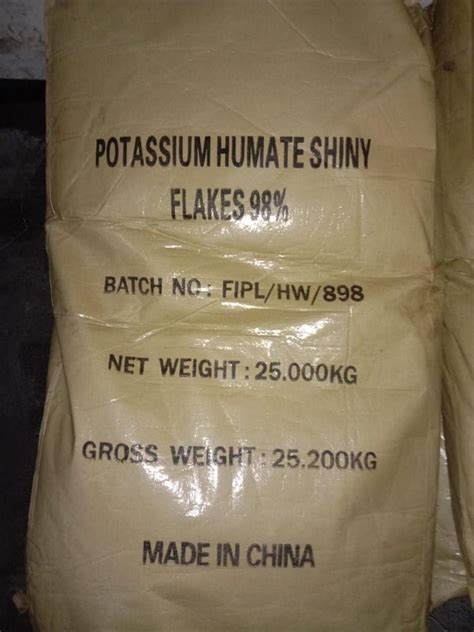 POTASSIUM HUMATE SHINY
FLAKES 98%
BATCH NO.: FIPL/HW/898
NET WEIGHT: 25.000KG
GROSS WEIGHT: 25.200KG
MADE IN CHINA